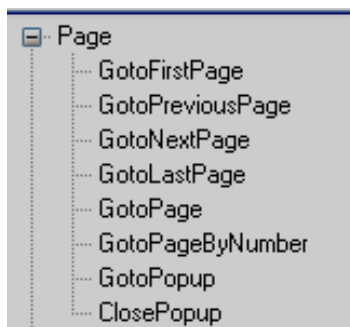 Page
GotoFirstPage
GotoPreviousPage
GotoNextPage
GotoLastPage
GotoPage
GotoPageByNumber
GotoPopup
ClosePopup